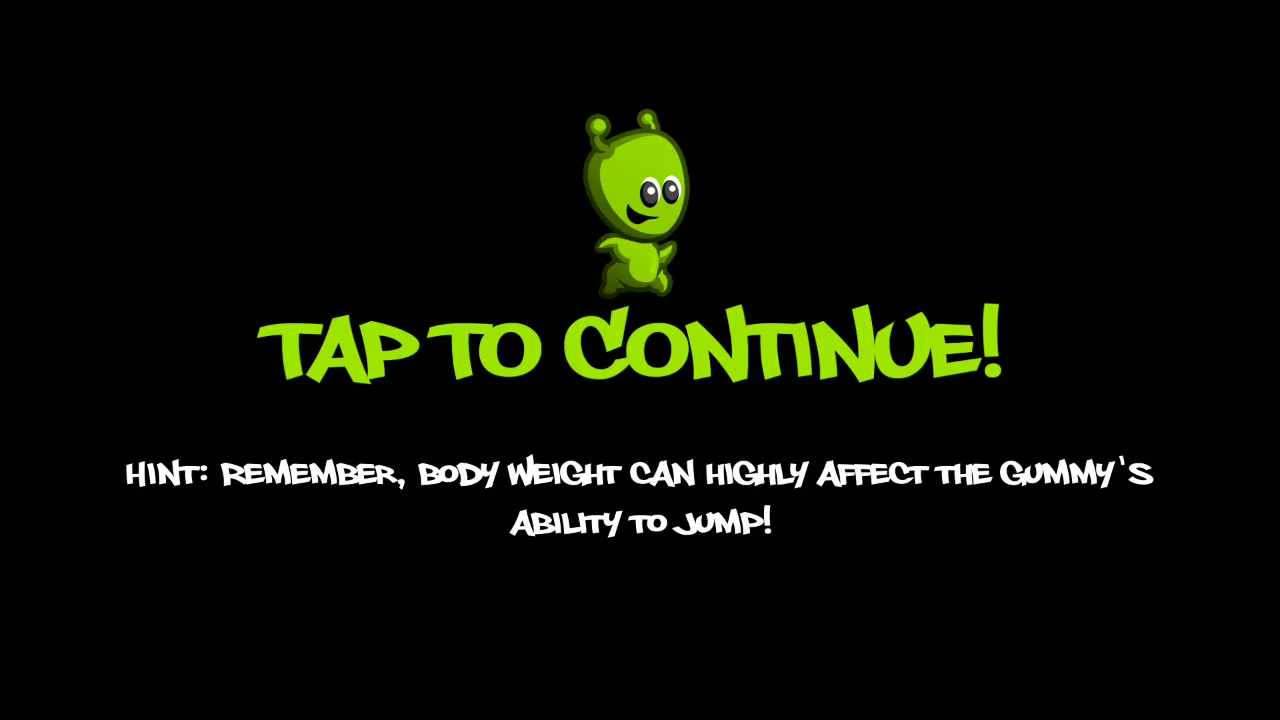 TAP TO CONTINUE!
HINT: REMEMBER, BODY WEIGHT CAN HIGHLY AFFECT THE GUMMY'S
ABILITY TO JUMP!